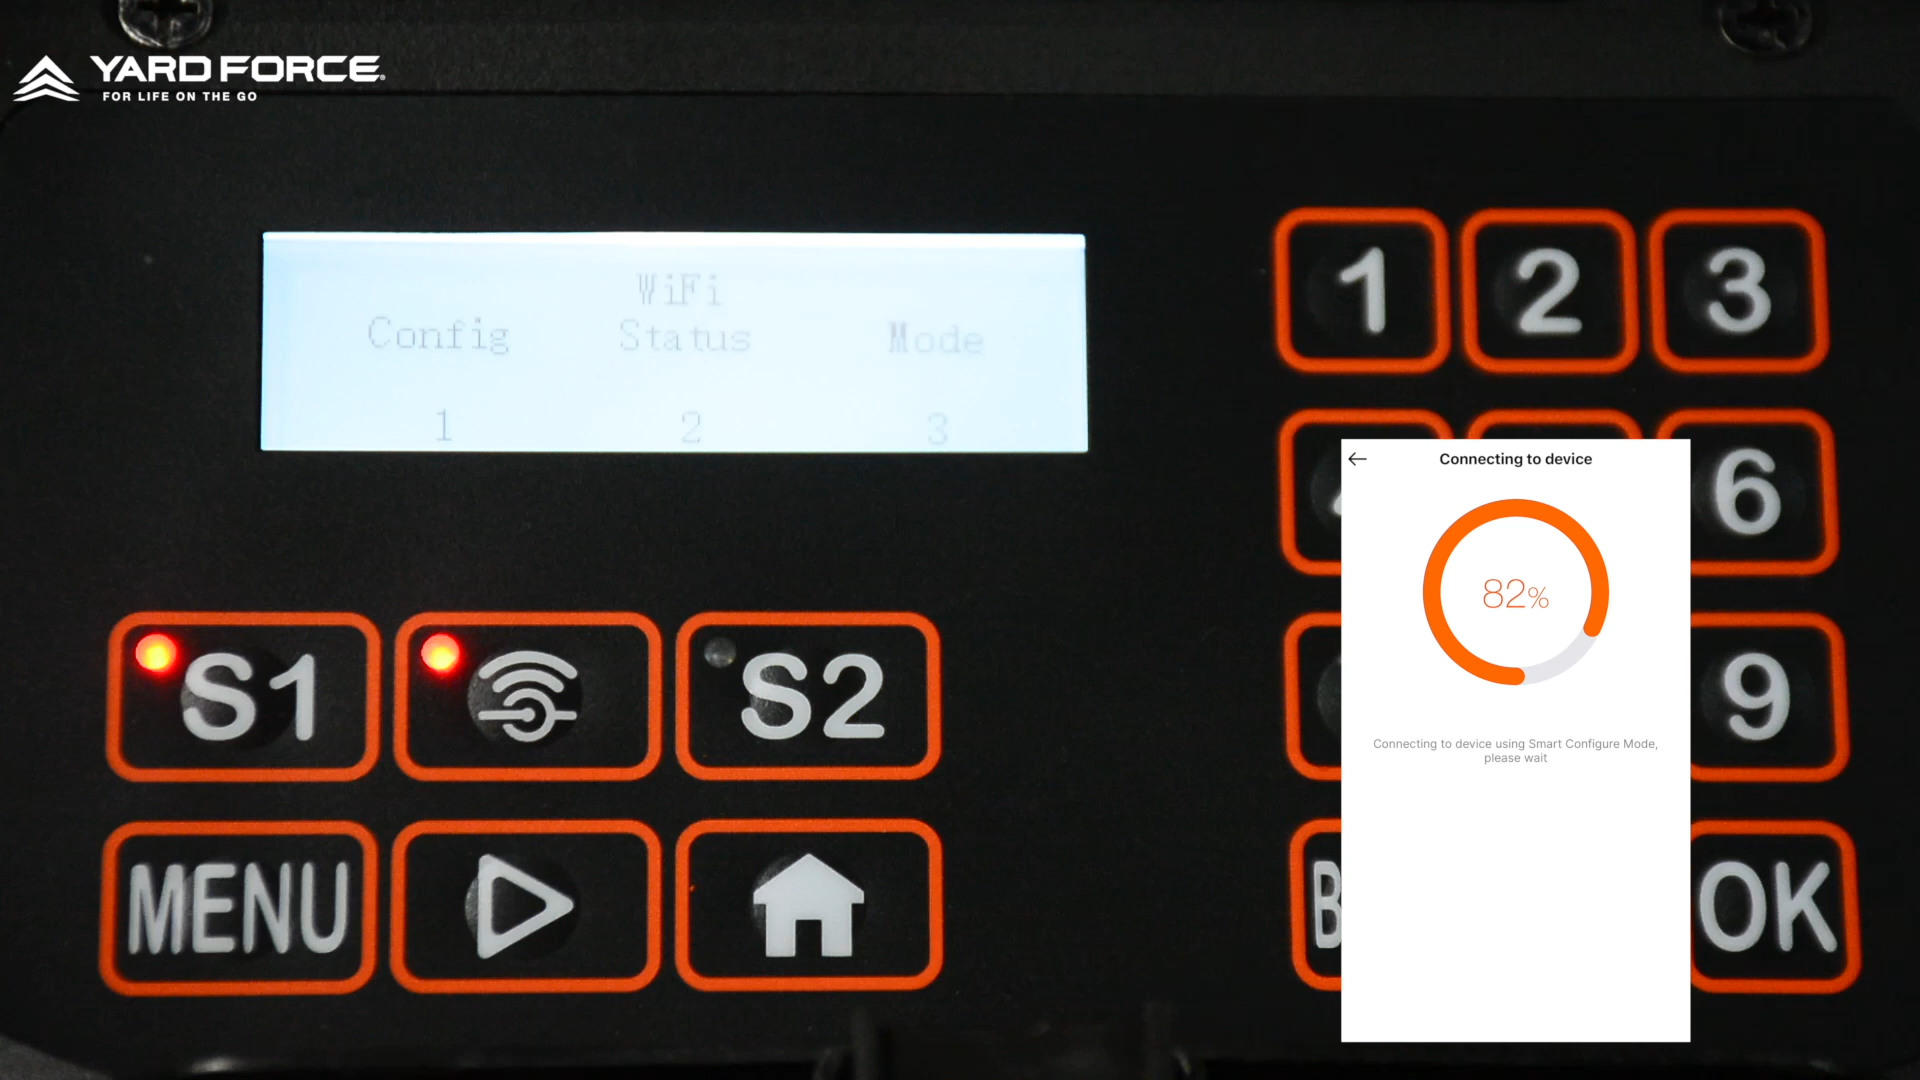 YARD FORCE®
FOR LIFE ON THE GO
WiFi
Config Status Mode
1 2 3
1 2 3
6
9
OK
S1 S2
MENU
Connecting to device
82%
Connecting to device using Smart Configure Mode,
please wait